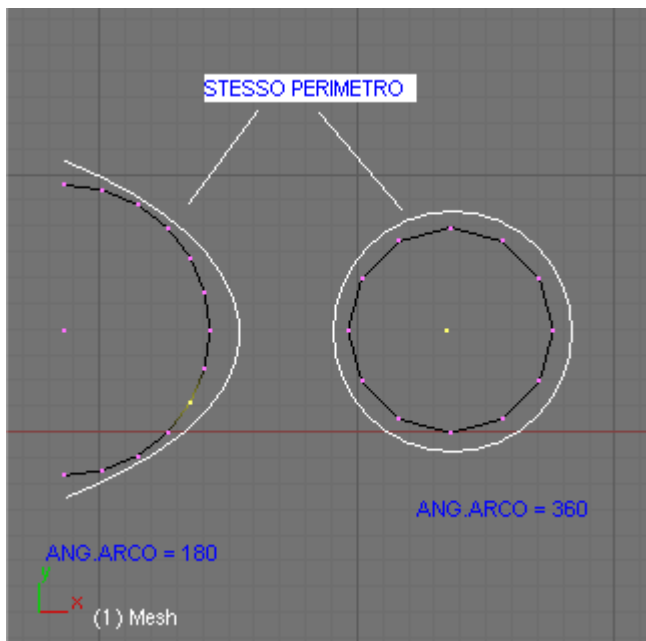 STESSO PERIMETRO
ANG.ARCO = 360
ANG.ARCO = 180
y
x
(1) Mesh